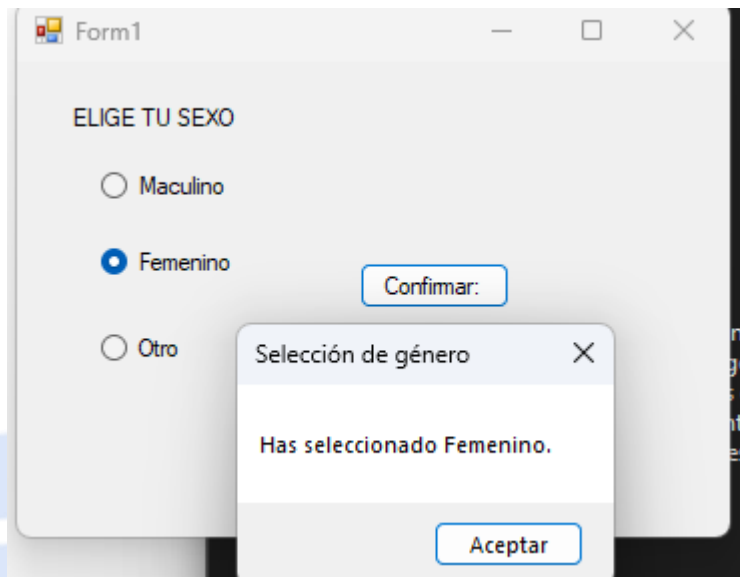 Form1
ELIGE TU SEXO
Maculino
Femenino
Confirmar:
Otro
Selección de género
Has seleccionado Femenino.
Aceptar